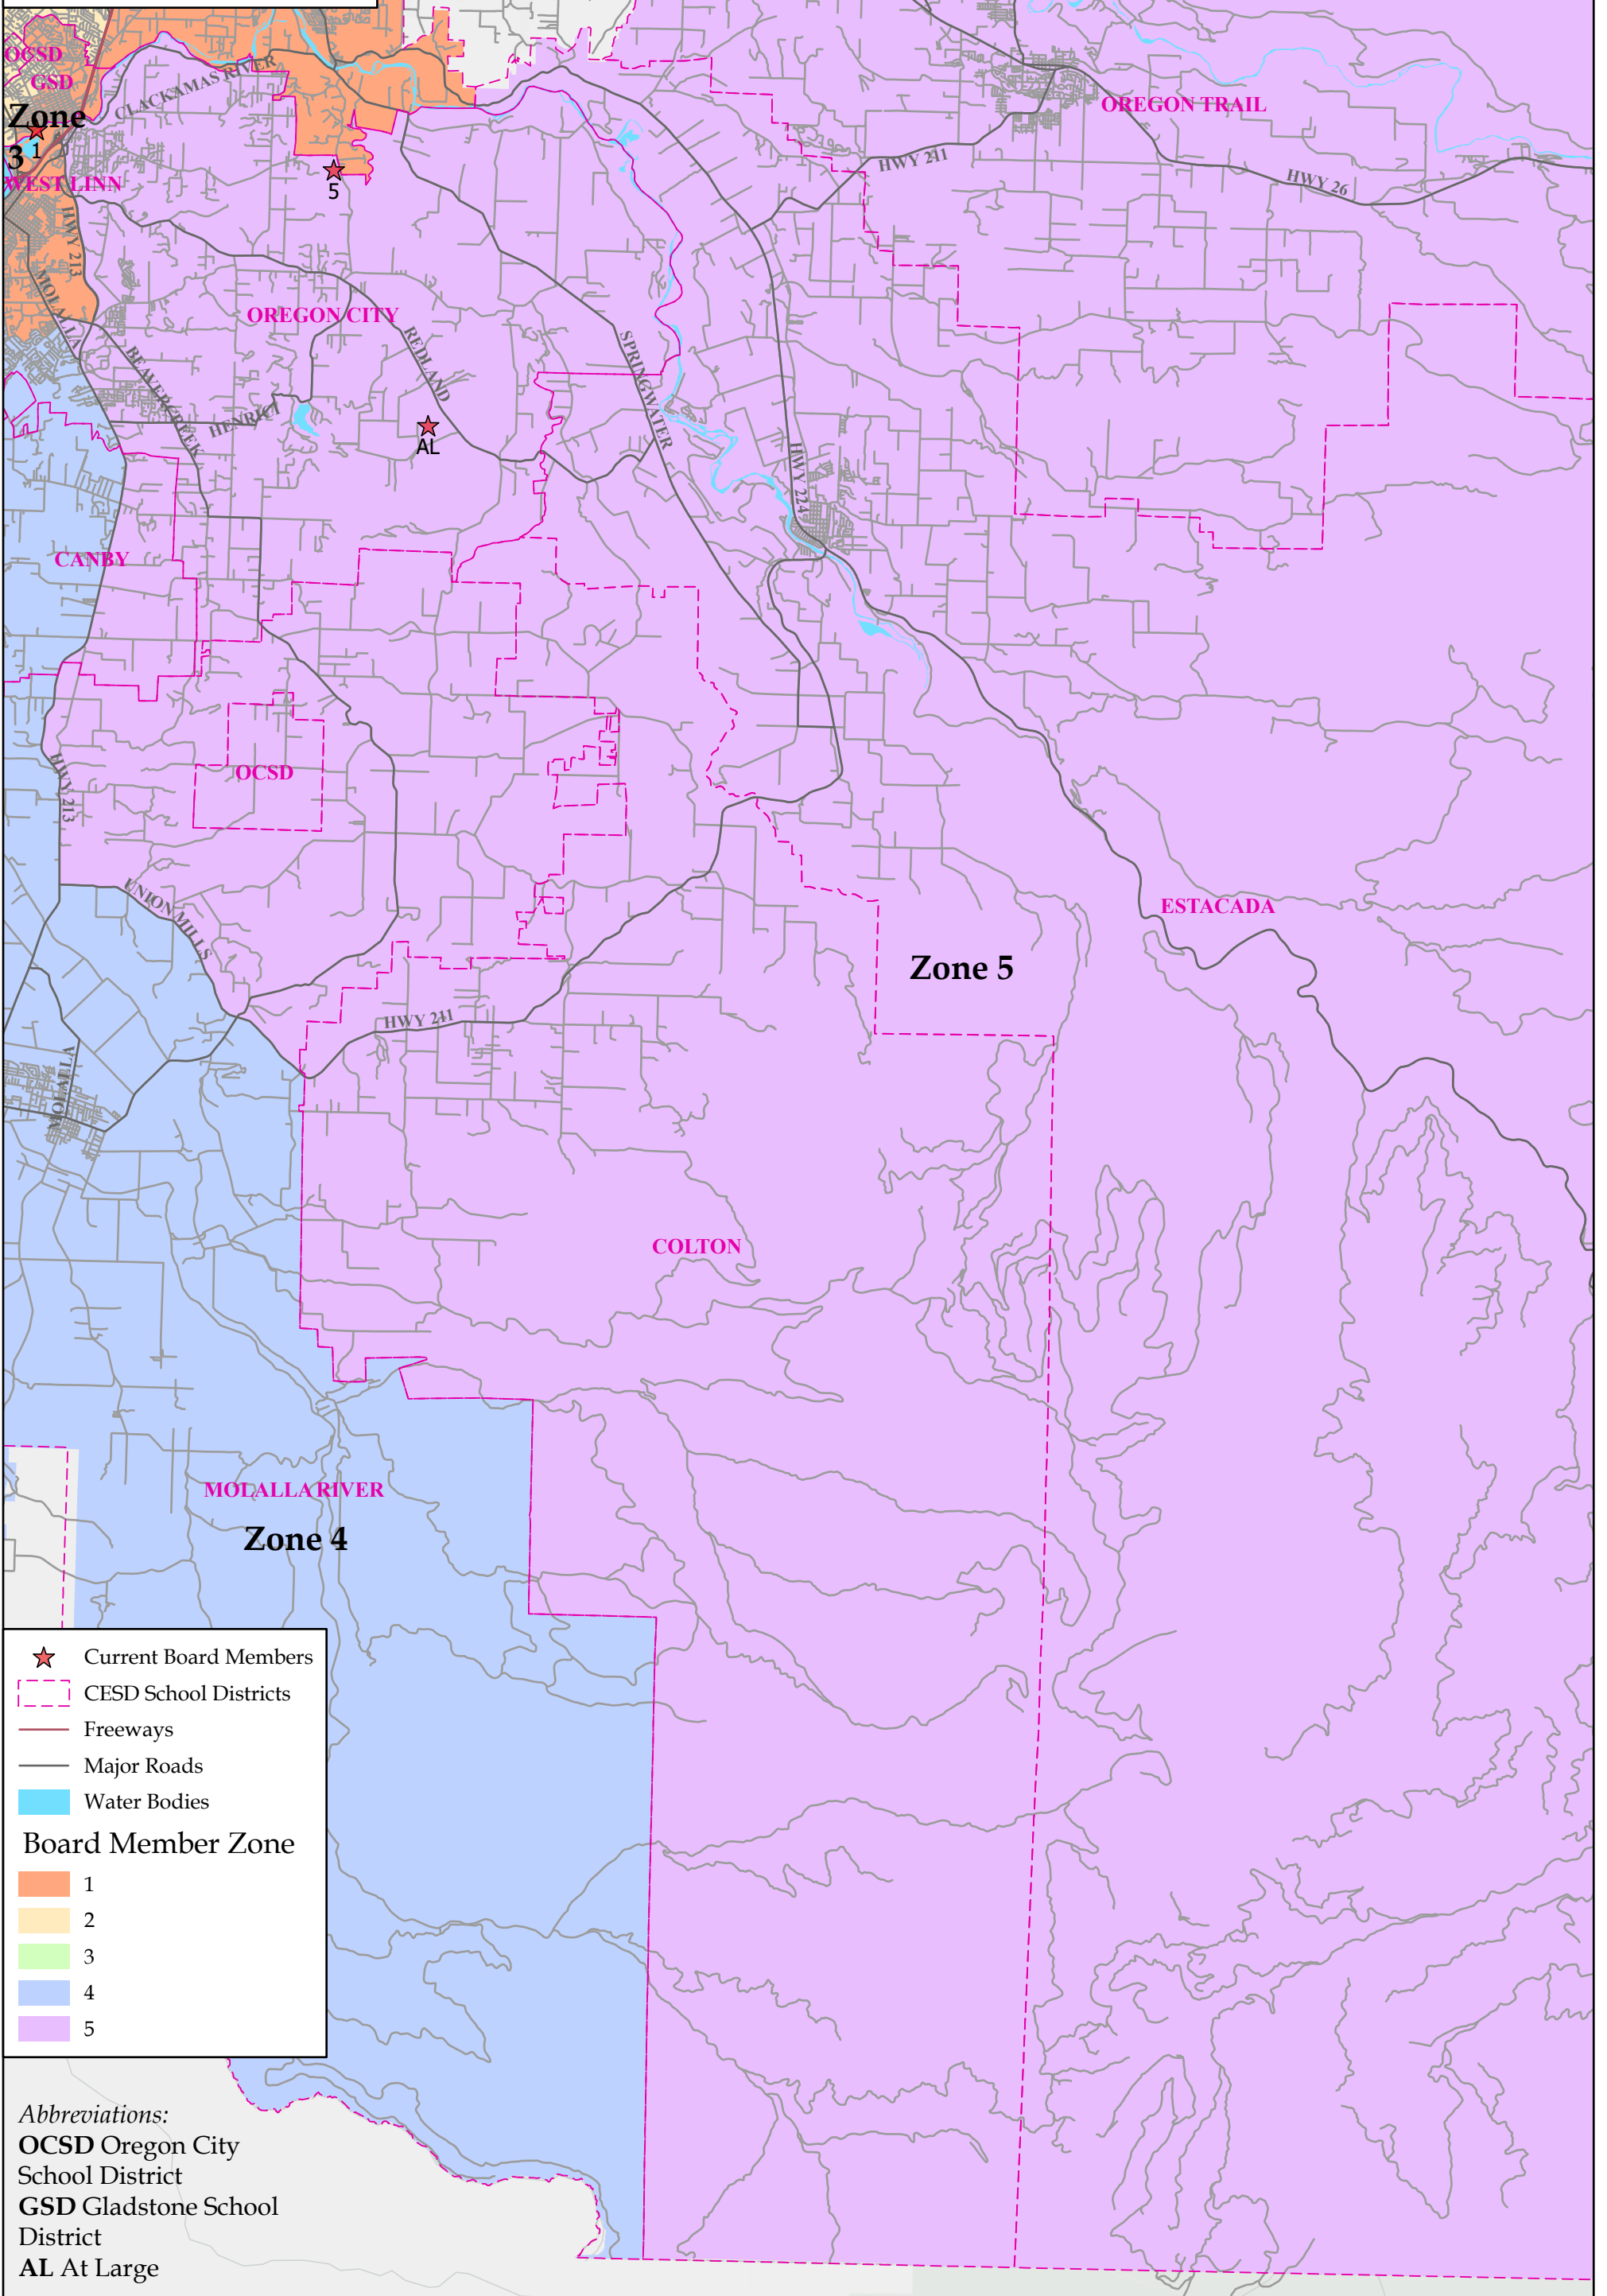 OCSD
GSD
CLACKAMAS RIVER
Zone
3
1
WEST LINN
5
OREGON TRAIL
HWY 211
HWY 26
HWY 213
MOLALLA
OREGON CITY
BEAVERCREEK
HENRICI
REDLAND
SPRINGWATER
AL
HWY 224
CANBY
OCSD
HWY 213
UNION MILLS
ESTACADA
Zone 5
HWY 211
MOLALLA
COLTON
MOLALLA RIVER
Zone 4
Current Board Members
CESD School Districts
Freeways
Major Roads
Water Bodies
Board Member Zone
1
2
3
4
5
Abbreviations:
OCSD Oregon City
School District
GSD Gladstone School
District
AL At Large